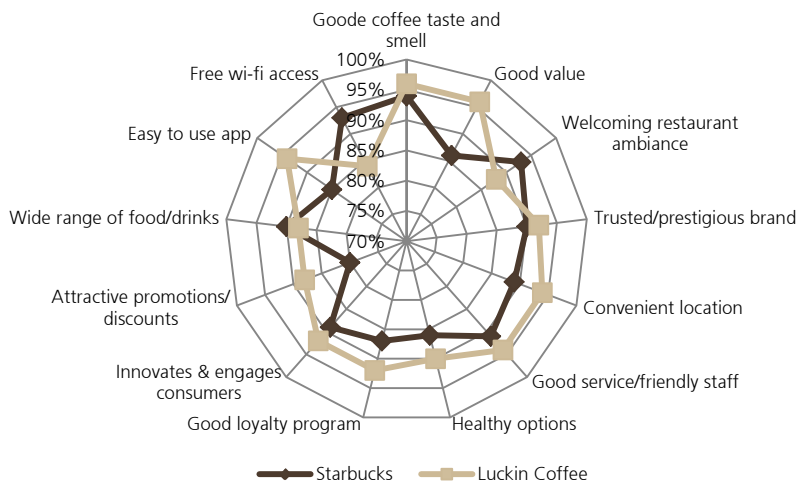 Goode coffee taste and
smell
100%
95%
90%
85%
80%
75%
70%
Good value
Welcoming restaurant
ambiance
Trusted/prestigious brand
Convenient location
Good service/friendly staff
Healthy options
Good loyalty program
Innovates & engages
consumers
Attractive promotions/
discounts
Wide range of food/drinks
Easy to use app
Free wi-fi access
Starbucks
Luckin Coffee